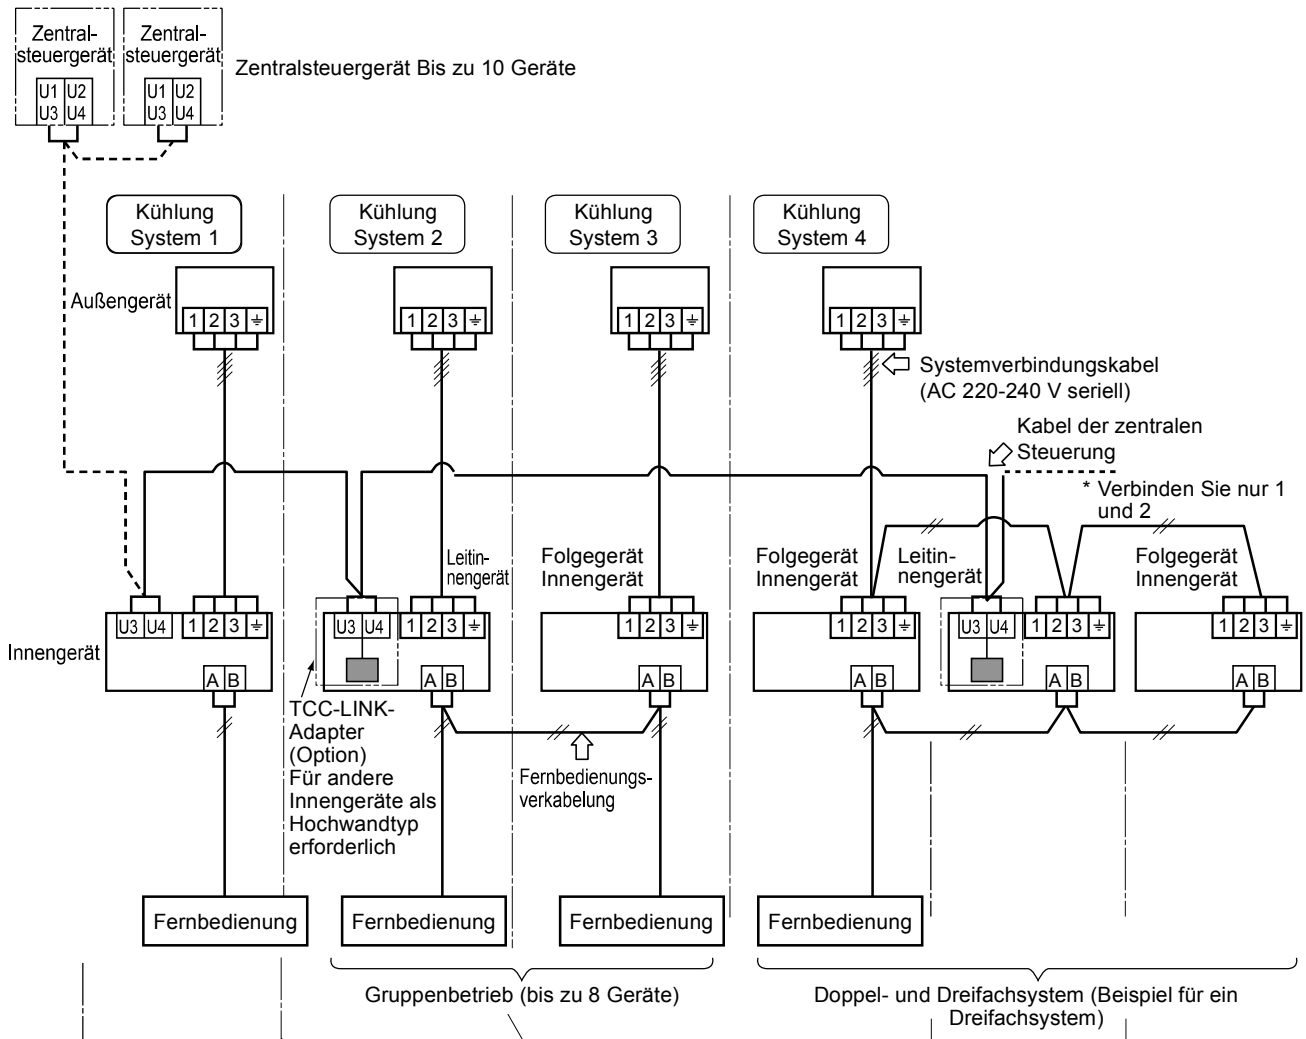 Zentral-
steuergerät
Zentral-
steuergerät
U1 U2
U3 U4
U1 U2
U3 U4
Zentralsteuergerät Bis zu 10 Geräte
Kühlung
System 1
Kühlung
System 2
Kühlung
System 3
Kühlung
System 4
Außengerät
1 2 3
1 2 3
1 2 3
1 2 3
Systemverbindungskabel
(AC 220-240 V seriell)
Kabel der zentralen
Steuerung
* Verbinden Sie nur 1
und 2
Leitin-
nengerät
Folgegerät
Innengerät
Folgegerät
Innengerät
Leitin-
nengerät
Folgegerät
Innengerät
Innengerät
U3 U4
1 2 3
U3 U4
1 2 3
1 2 3
1 2 3
U3 U4
1 2 3
1 2 3
A B
A B
A B
A B
A B
A B
TCC-LINK-
Adapter
(Option)
Für andere
Innengeräte als
Hochwandtyp
erforderlich
Fernbedienungs-
verkabelung
Fernbedienung
Fernbedienung
Fernbedienung
Fernbedienung
Gruppenbetrieb (bis zu 8 Geräte)
Doppel- und Dreifachsystem (Beispiel für ein
Dreifachsystem)